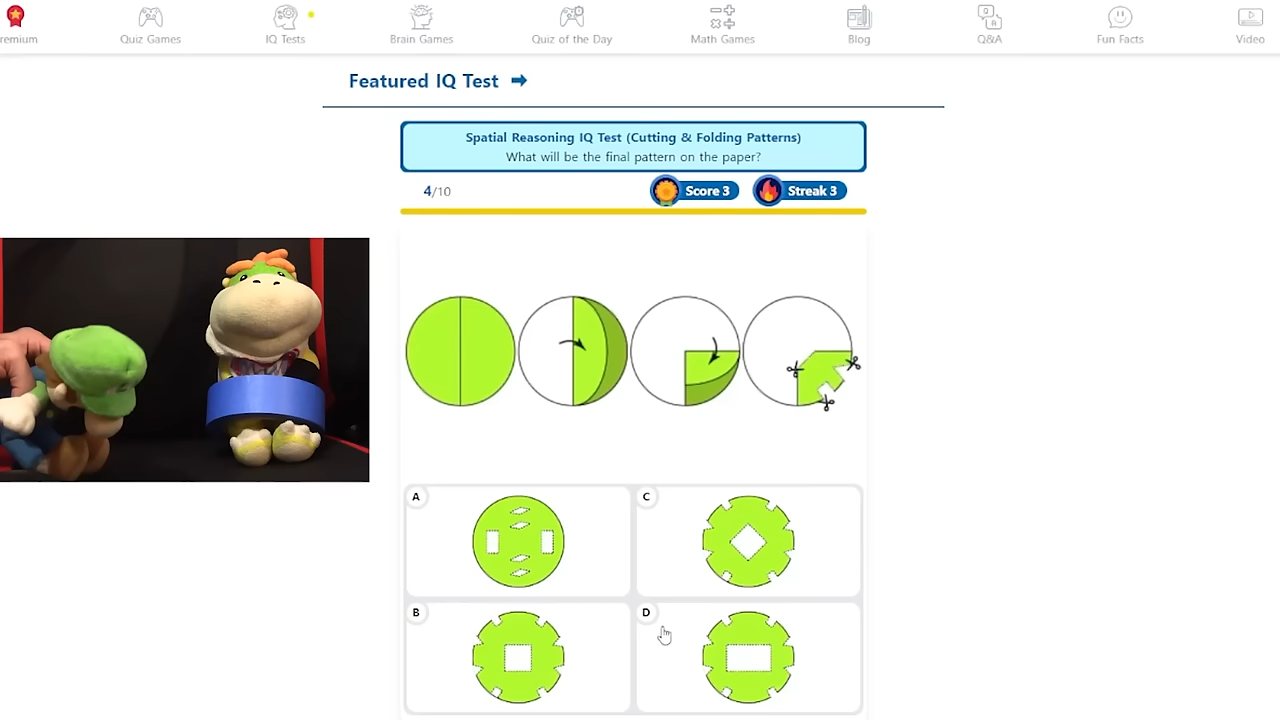 remium
Quiz Games
IQ Tests
Brain Games
Quiz of the Day
Math Games
Blog
Q&A
Fun Facts
Video
Featured IQ Test
Spatial Reasoning IQ Test (Cutting & Folding Patterns)
What will be the final pattern on the paper?
4/10
Score 3
Streak 3
A
C
B
D